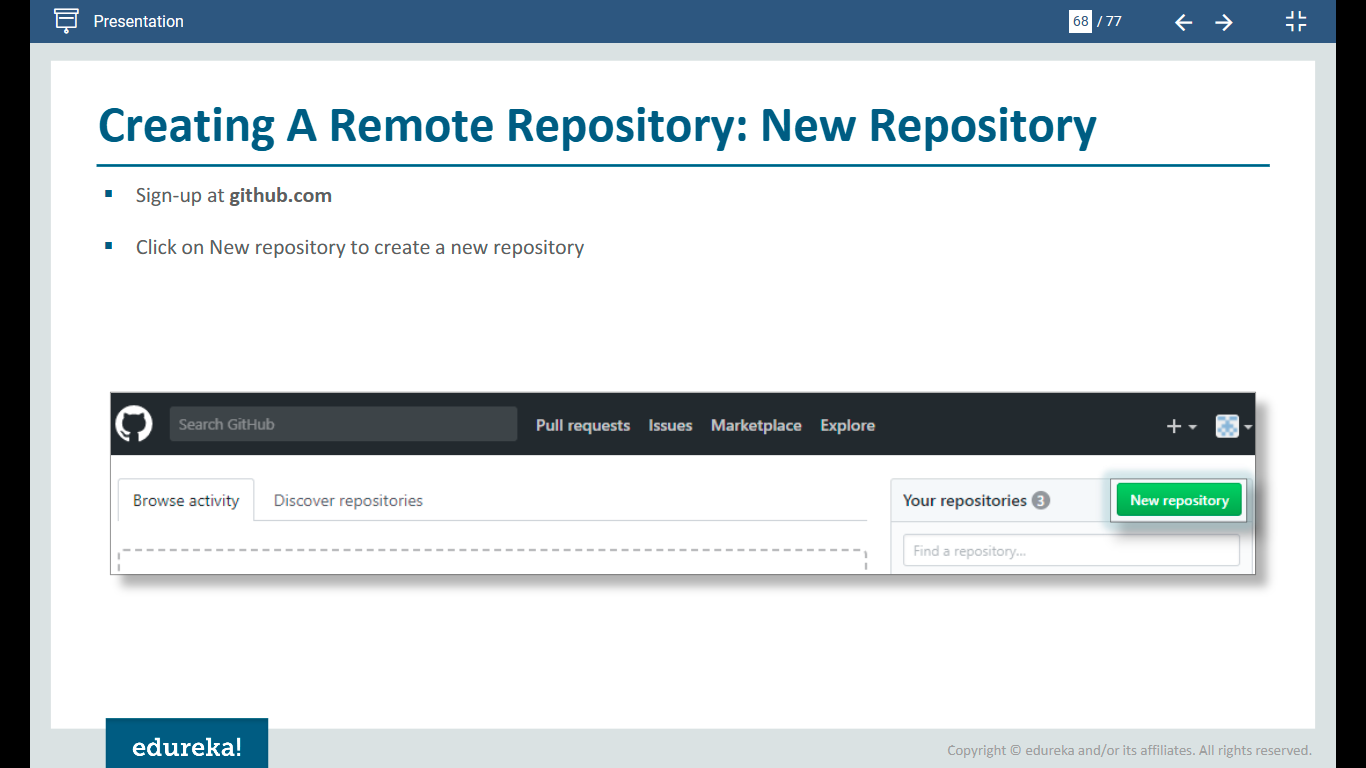 Presentation
68 / 77
Creating A Remote Repository: New Repository
Sign-up at github.com
Click on New repository to create a new repository
Search GitHub Pull requests Issues Marketplace Explore
Browse activity Discover repositories Your repositories 3 New repository
Find a repository...
edureka!
Copyright © edureka and/or its affiliates. All rights reserved.